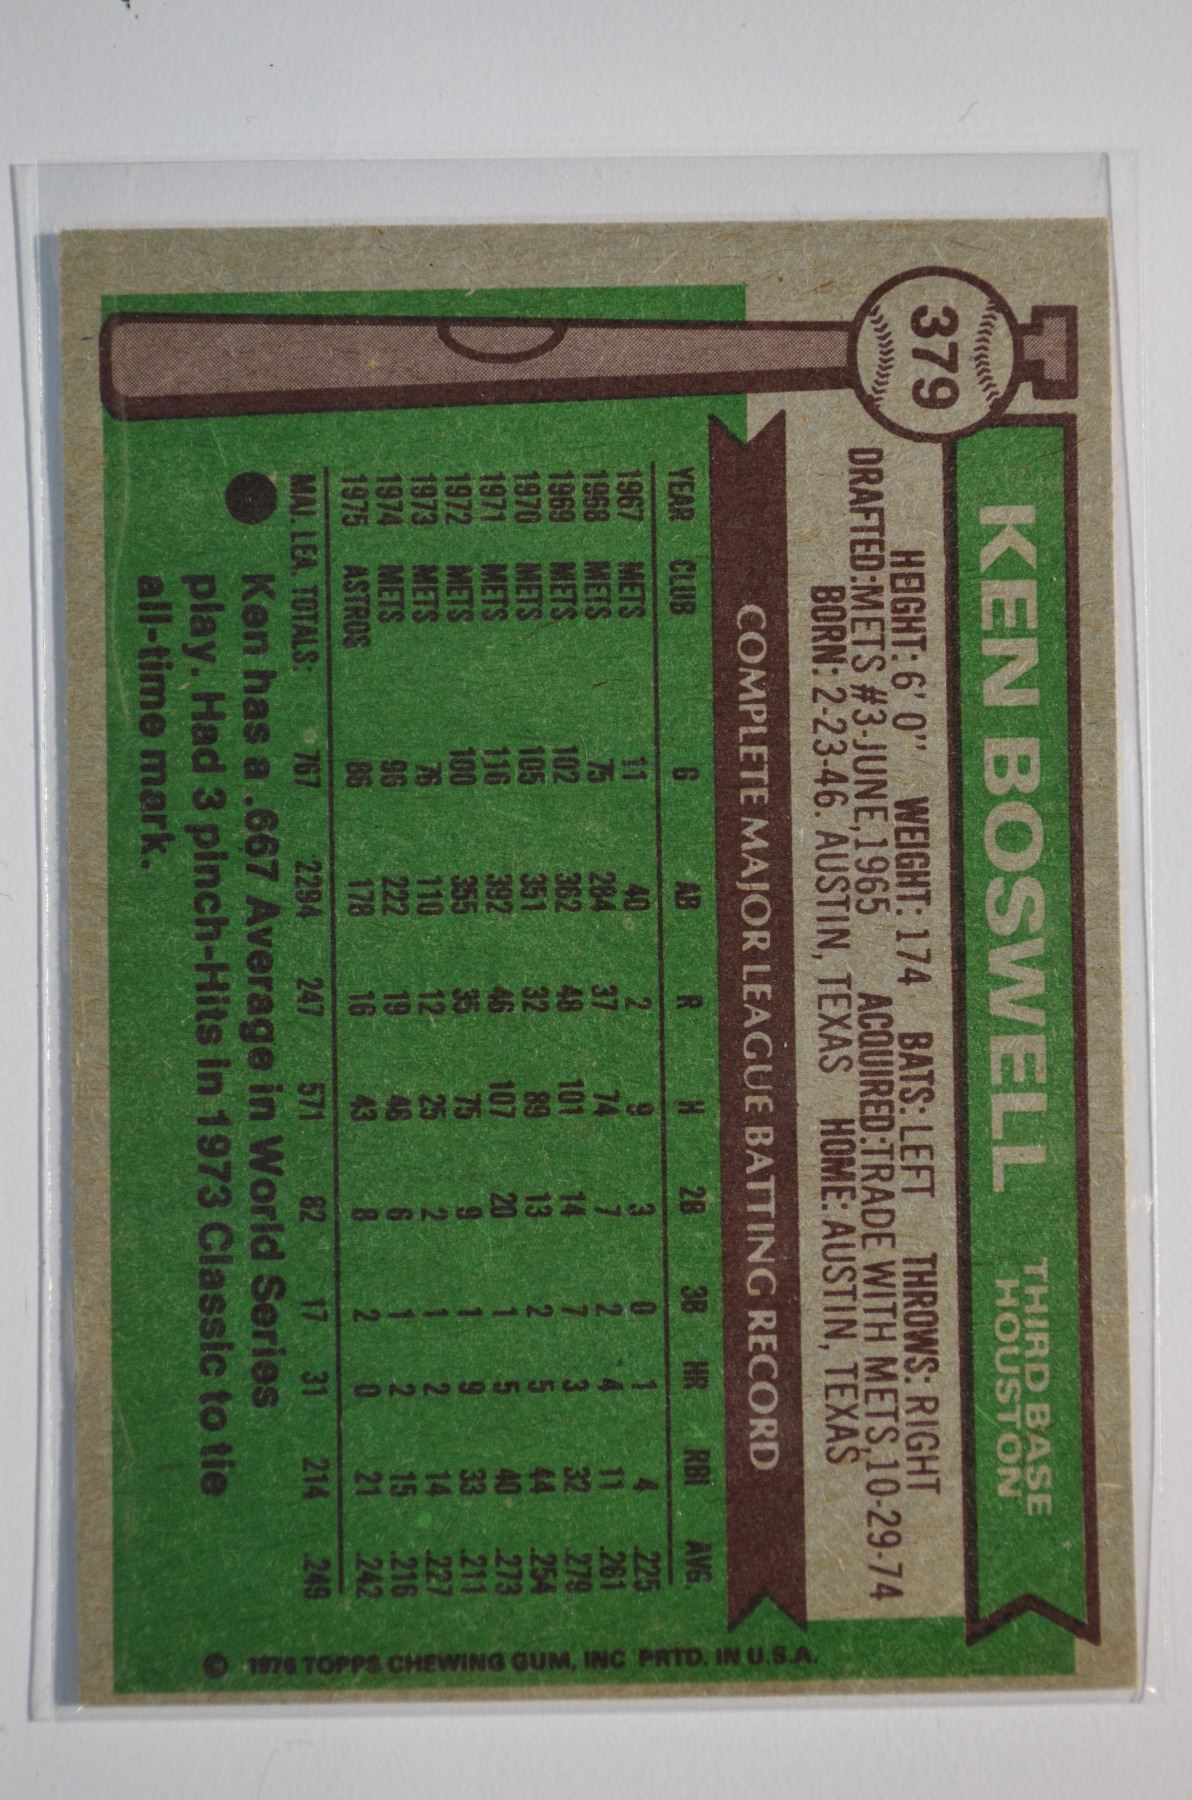 379
KEN BOSWELL
THIRD BASE
HOUSTON
HEIGHT: 6' 0" WEIGHT: 174 BATS: LEFT THROWS: RIGHT
DRAFTED: METS #3-JUNE, 1965 ACQUIRED: TRADE WITH METS, 10-29-74
BORN: 2-23-46. AUSTIN, TEXAS HOME: AUSTIN, TEXAS
COMPLETE MAJOR LEAGUE BATTING RECORD
YEAR CLUB G AB R H 2B 3B HR RBI AVG.
1967 METS 11 40 2 9 3 0 1 4 .225
1968 METS 75 284 37 74 7 2 4 11 .261
1969 METS 102 362 48 101 14 7 3 32 .279
1970 METS 105 351 32 89 13 2 5 44 .254
1971 METS 116 392 46 107 20 1 5 40 .273
1972 METS 100 355 35 75 9 1 9 33 .211
1973 METS 76 110 12 25 2 1 2 14 .227
1974 METS 96 222 19 48 6 1 2 15 .216
1975 ASTROS 86 178 16 43 8 2 0 21 .242
MAJ. LEA. TOTALS: 767 2294 247 571 82 17 31 214 .249
Ken has a .667 Average in World Series
play. Had 3 pinch-Hits in 1973 Classic to tie
all-time mark.
© 1976 TOPPS CHEWING GUM, INC PRTD. IN U.S.A.